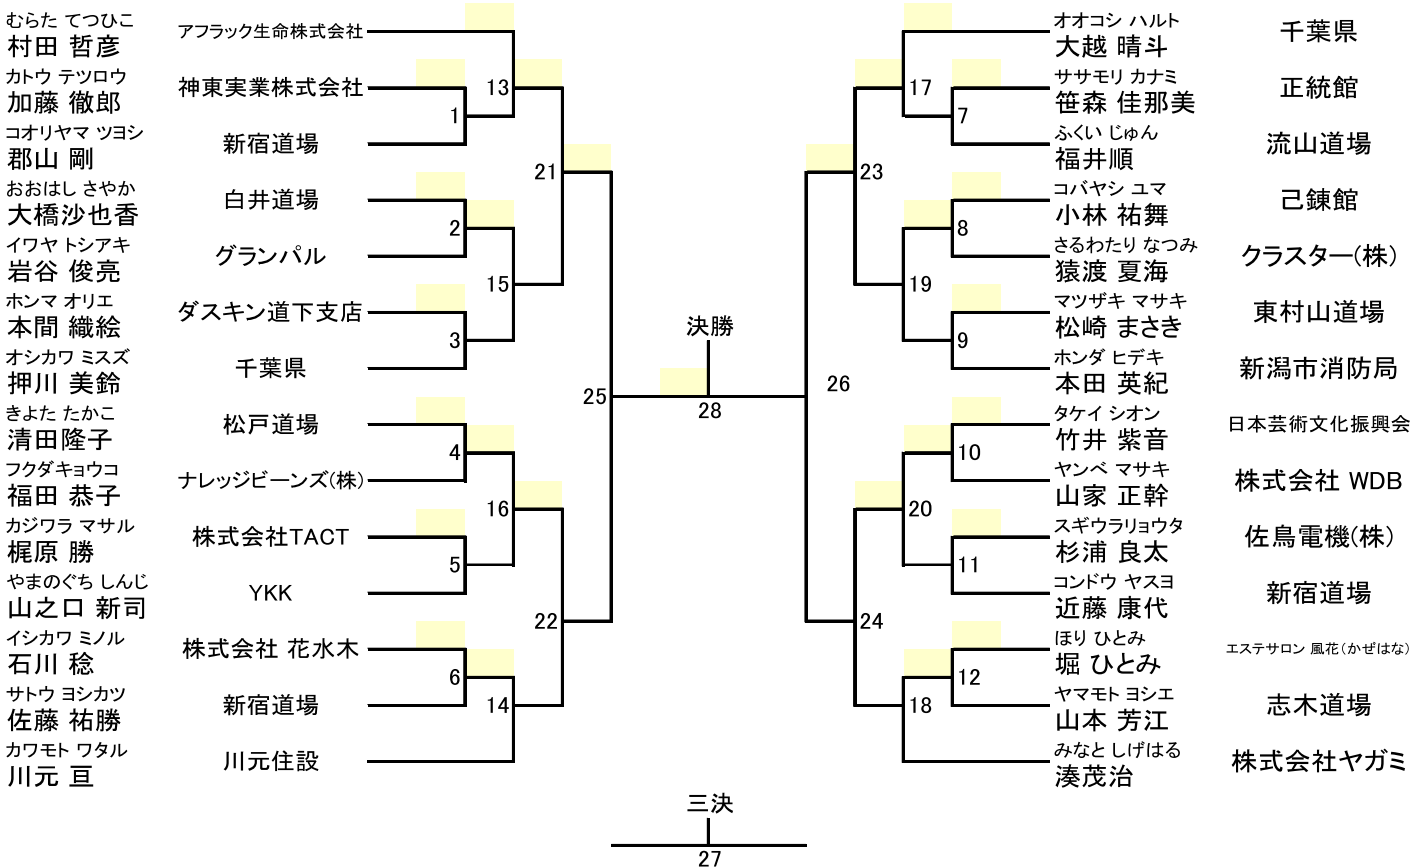 むらた てつひこ
村田 哲彦 アフラック生命株式会社
カトウ テツロウ
加藤 徹郎 神東実業株式会社
コオリヤマ ツヨシ
郡山 剛 新宿道場
おおはし さやか
大橋沙也香 白井道場
イワヤ トシアキ
岩谷 俊亮 グランパル
ホンマ オリエ
本間 織絵 ダスキン道下支店
オシカワ ミスズ
押川 美鈴 千葉県
きよた たかこ
清田隆子 松戸道場
フクダキョウコ
福田 恭子 ナレッジビーンズ(株)
カジワラ マサル
梶原 勝 株式会社TACT
やまのぐち しんじ
山之口 新司 YKK
イシカワ ミノル
石川 稔 株式会社 花水木
サトウ ヨシカツ
佐藤 祐勝 新宿道場
カワモト ワタル
川元 亘 川元住設
1
2
3
4
5
6
13
15
16
14
21
22
25
決勝
28
三決
27
26
23
24
17
19
20
18
7
8
9
10
11
12
オオコシ ハルト
大越 晴斗 千葉県
ササモリ カナミ
笹森 佳那美 正統館
ふくい じゅん
福井順 流山道場
コバヤシ ユマ
小林 祐舞 己錬館
さるわたり なつみ
猿渡 夏海 クラスター(株)
マツザキ マサキ
松崎 まさき 東村山道場
ホンダ ヒデキ
本田 英紀 新潟市消防局
タケイ シオン
竹井 紫音 日本芸術文化振興会
ヤンベ マサキ
山家 正幹 株式会社 WDB
スギウラリョウタ
杉浦 良太 佐鳥電機(株)
コンドウ ヤスヨ
近藤 康代 新宿道場
ほり ひとみ
堀 ひとみ エステサロン 風花(かぜはな)
ヤマモト ヨシエ
山本 芳江 志木道場
みなと しげはる
湊茂治 株式会社ヤガミ